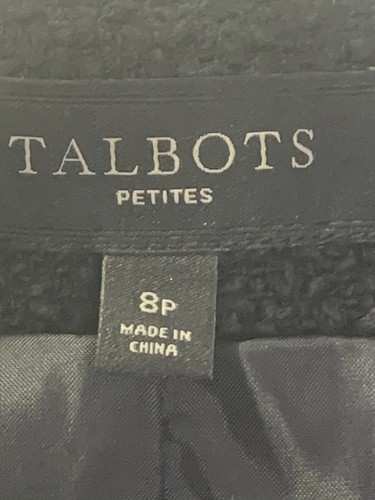 TALBOTS
PETITES
8P
MADE IN
CHINA